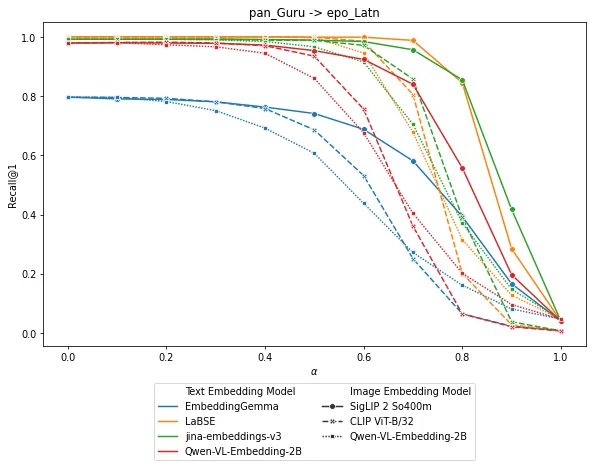 pan_Guru -> epo_Latn
Recall@1
1.0
0.8
0.6
0.4
0.2
0.0
0.0 0.2 0.4 0.6 0.8 1.0
α
Text Embedding Model
EmbeddingGemma
LaBSE
jina-embeddings-v3
Qwen-VL-Embedding-2B
Image Embedding Model
SigLIP 2 So400m
CLIP ViT-B/32
Qwen-VL-Embedding-2B